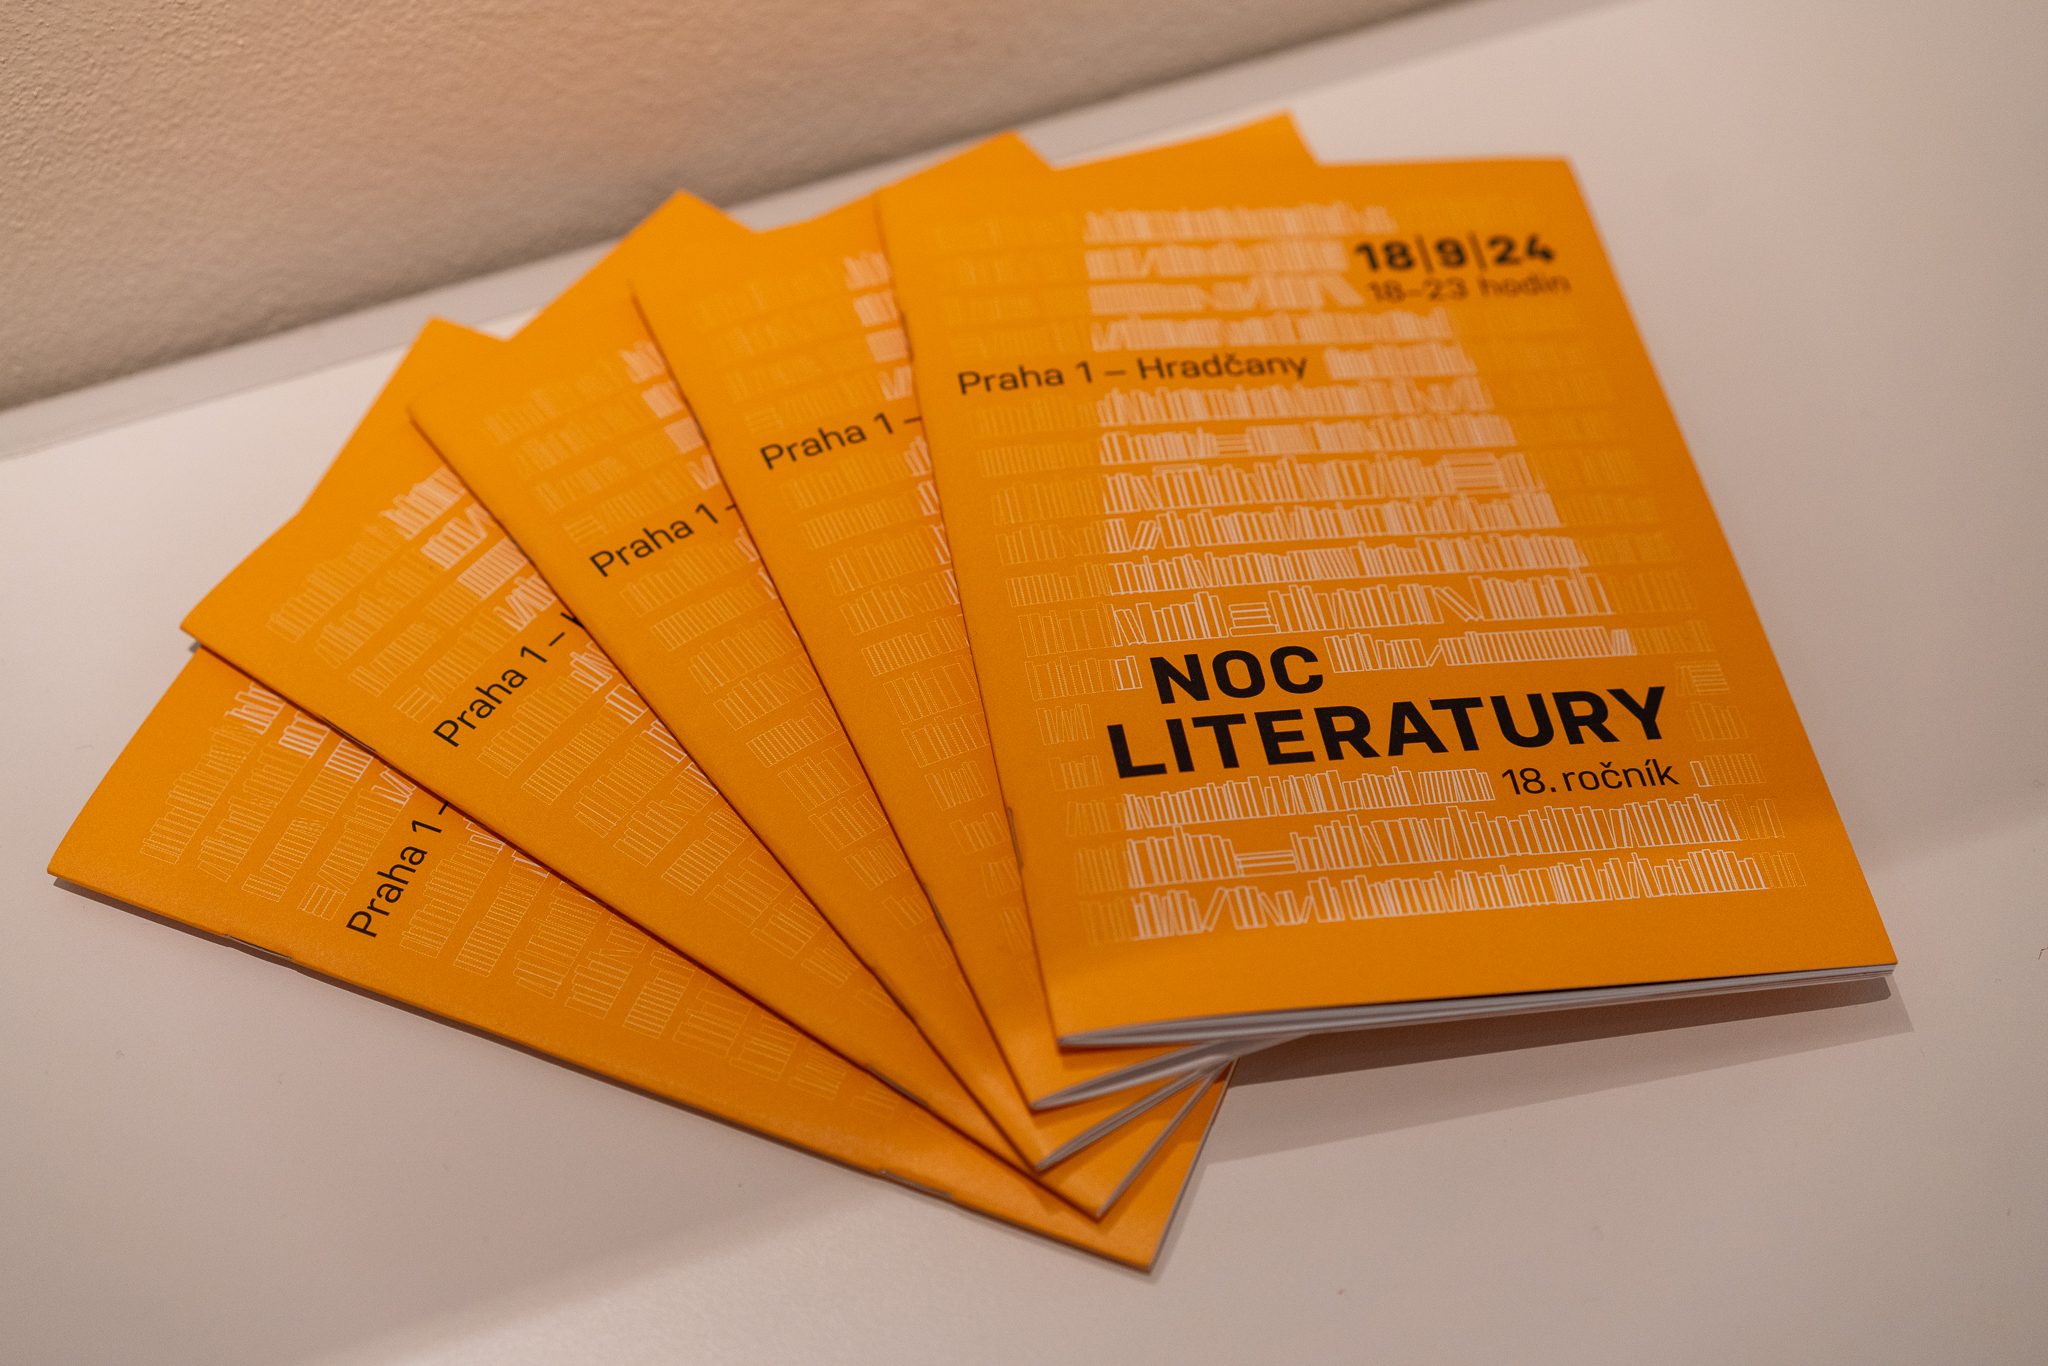 18|9|24
18–23 hodin
Praha 1 – Hradčany
NOC
LITERATURY
18. ročník
Praha 1 –
Praha 1 –
Praha 1 –
Praha 1 –